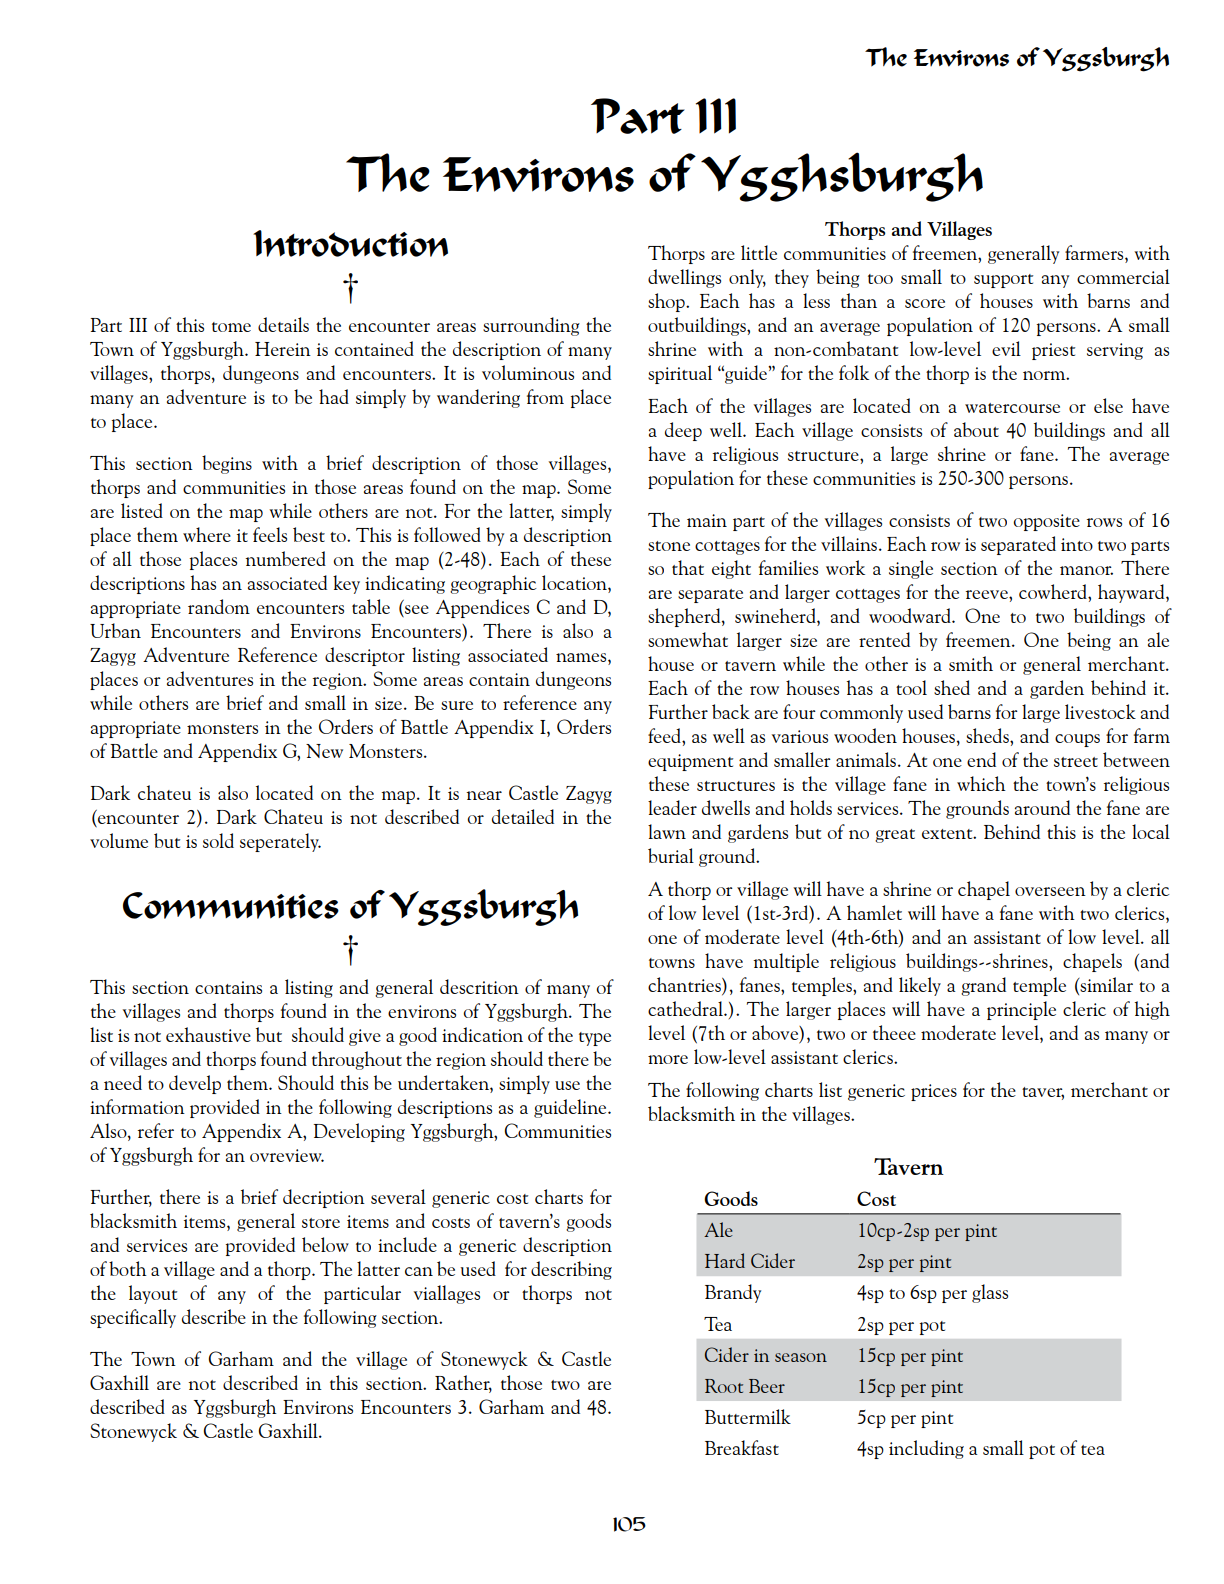 The Environs of Yggsburgh
Part III
The Environs of Ygghsburgh
Introduction
†
Part III of this tome details the encounter areas surrounding the
Town of Yggsburgh. Herein is contained the description of many
villages, thorps, dungeons and encounters. It is voluminous and
many an adventure is to be had simply by wandering from place
to place.
This section begins with a brief description of those villages,
thorps and communities in those areas found on the map. Some
are listed on the map while others are not. For the latter, simply
place them where it feels best to. This is followed by a description
of all those places numbered on the map (2-48). Each of these
descriptions has an associated key indicating geographic location,
appropriate random encounters table (see Appendices C and D,
Urban Encounters and Environs Encounters). There is also a
Zagyg Adventure Reference descriptor listing associated names,
places or adventures in the region. Some areas contain dungeons
while others are brief and small in size. Be sure to reference any
appropriate monsters in the Orders of Battle Appendix I, Orders
of Battle and Appendix G, New Monsters.
Dark chateu is also located on the map. It is near Castle Zagyg
(encounter 2). Dark Chateu is not described or detailed in the
volume but is sold seperately.
Communities of Yggsburgh
†
This section contains a listing and general descrition of many of
the villages and thorps found in the environs of Yggsburgh. The
list is not exhaustive but should give a good indication of the type
of villages and thorps found throughout the region should there be
a need to develp them. Should this be undertaken, simply use the
information provided in the following descriptions as a guideline.
Also, refer to Appendix A, Developing Yggsburgh, Communities
of Yggsburgh for an ovreview.
Further, there is a brief decription several generic cost charts for
blacksmith items, general store items and costs of tavern's goods
and services are provided below to include a generic description
of both a village and a thorp. The latter can be used for describing
the layout of any of the particular viallages or thorps not
specifically describe in the following section.
The Town of Garham and the village of Stonewyck & Castle
Gaxhill are not described in this section. Rather, those two are
described as Yggsburgh Environs Encounters 3. Garham and 48.
Stonewyck & Castle Gaxhill.
Thorps and Villages
Thorps are little communities of freemen, generally farmers, with
dwellings only, they being too small to support any commercial
shop. Each has a less than a score of houses with barns and
outbuildings, and an average population of 120 persons. A small
shrine with a non-combatant low-level evil priest serving as
spiritual “guide” for the folk of the thorp is the norm.
Each of the villages are located on a watercourse or else have
a deep well. Each village consists of about 40 buildings and all
have a religious structure, a large shrine or fane. The average
population for these communities is 250-300 persons.
The main part of the villages consists of two opposite rows of 16
stone cottages for the villains. Each row is separated into two parts
so that eight families work a single section of the manor. There
are separate and larger cottages for the reeve, cowherd, hayward,
shepherd, swineherd, and woodward. One to two buildings of
somewhat larger size are rented by freemen. One being an ale
house or tavern while the other is a smith or general merchant.
Each of the row houses has a tool shed and a garden behind it.
Further back are four commonly used barns for large livestock and
feed, as well as various wooden houses, sheds, and coups for farm
equipment and smaller animals. At one end of the street between
these structures is the village fane in which the town's religious
leader dwells and holds services. The grounds around the fane are
lawn and gardens but of no great extent. Behind this is the local
burial ground.
A thorp or village will have a shrine or chapel overseen by a cleric
of low level (1st-3rd). A hamlet will have a fane with two clerics,
one of moderate level (4th-6th) and an assistant of low level. all
towns have multiple religious buildings--shrines, chapels (and
chantries), fanes, temples, and likely a grand temple (similar to a
cathedral.). The larger places will have a principle cleric of high
level (7th or above), two or theee moderate level, and as many or
more low-level assistant clerics.
The following charts list generic prices for the taver, merchant or
blacksmith in the villages.
Tavern
Goods Cost
Ale 10cp-2sp per pint
Hard Cider 2sp per pint
Brandy 4sp to 6sp per glass
Tea 2sp per pot
Cider in season 15cp per pint
Root Beer 15cp per pint
Buttermilk 5cp per pint
Breakfast 4sp including a small pot of tea
105